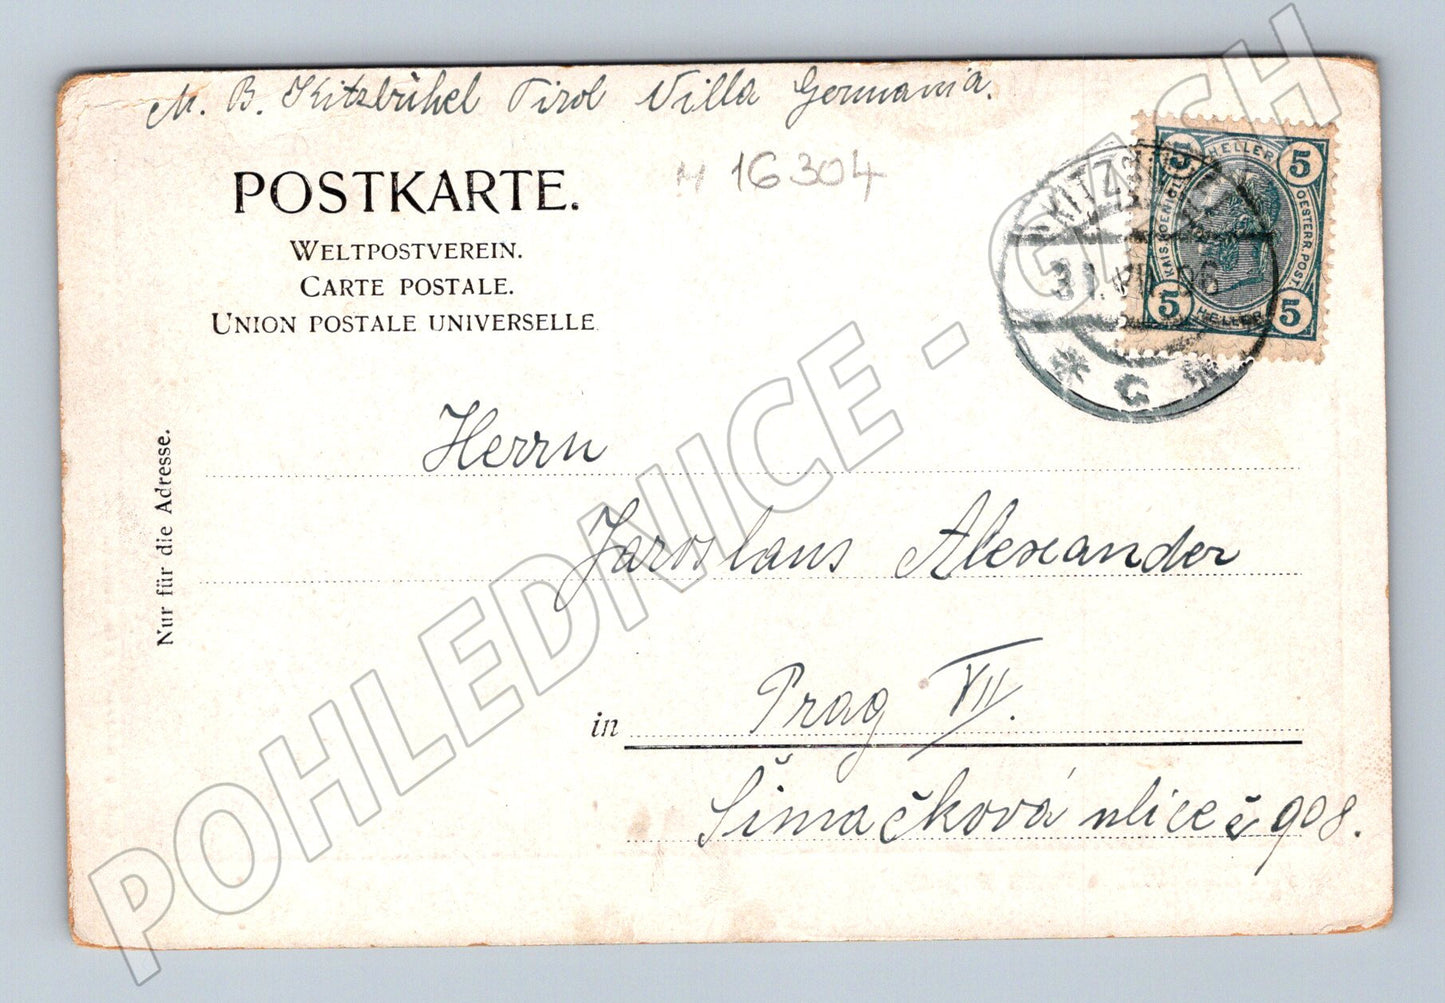 M. B. Kitzbühel Tirol Villa Germania.
POSTKARTE.
WELTPOSTVEREIN.
CARTE POSTALE.
UNION POSTALE UNIVERSELLE
M 16304
5 HELLER 5
KAIS. KOENIGL.
OESTERR. POST.
5 HELLER 5
* C *
Nur für die Adresse.
Herrn
Jaroslaus Alexander
in Prag VII.
Šimačková ulice č 908.
POHLEDNICE - GASH